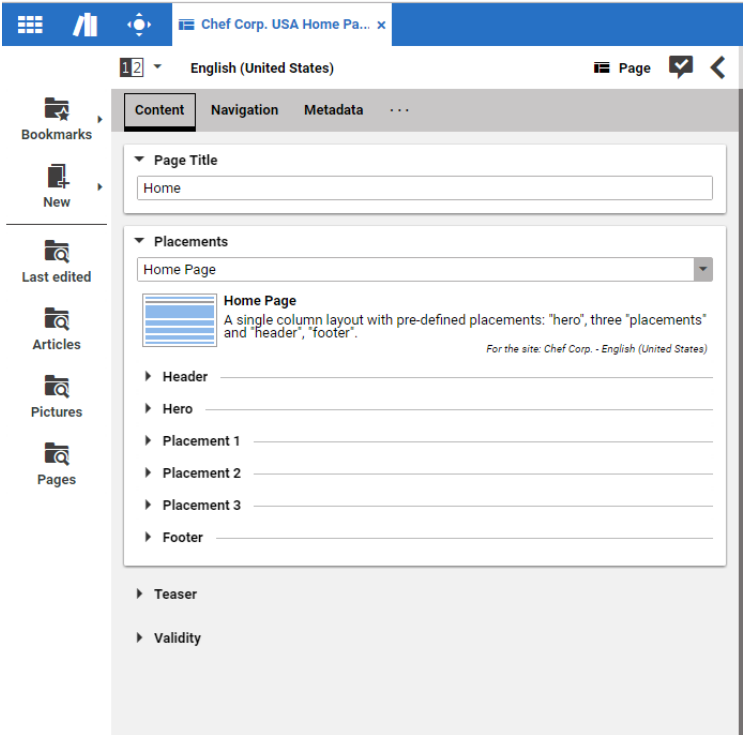 Chef Corp. USA Home Pa... x
12
English (United States)
Page
Bookmarks
New
Last edited
Articles
Pictures
Pages
Content Navigation Metadata ...
Page Title
Home
Placements
Home Page
Home Page
A single column layout with pre-defined placements: "hero", three "placements"
and "header", "footer".
For the site: Chef Corp. - English (United States)
Header
Hero
Placement 1
Placement 2
Placement 3
Footer
Teaser
Validity